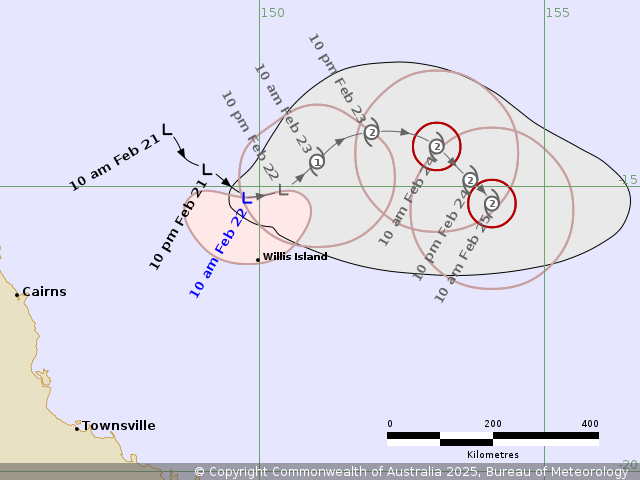 150
155
10 pm Feb 23
10 am Feb 23
10 pm Feb 22
10 am Feb 21
L
L
L
L
1
2
2
2
2
-15
10 pm Feb 21
10 am Feb 22
10 am Feb 24
10 pm Feb 24
10 am Feb 25
Willis Island
Cairns
Townsville
0 200 400
Kilometres
-20
© Copyright Commonwealth of Australia 2025, Bureau of Meteorology